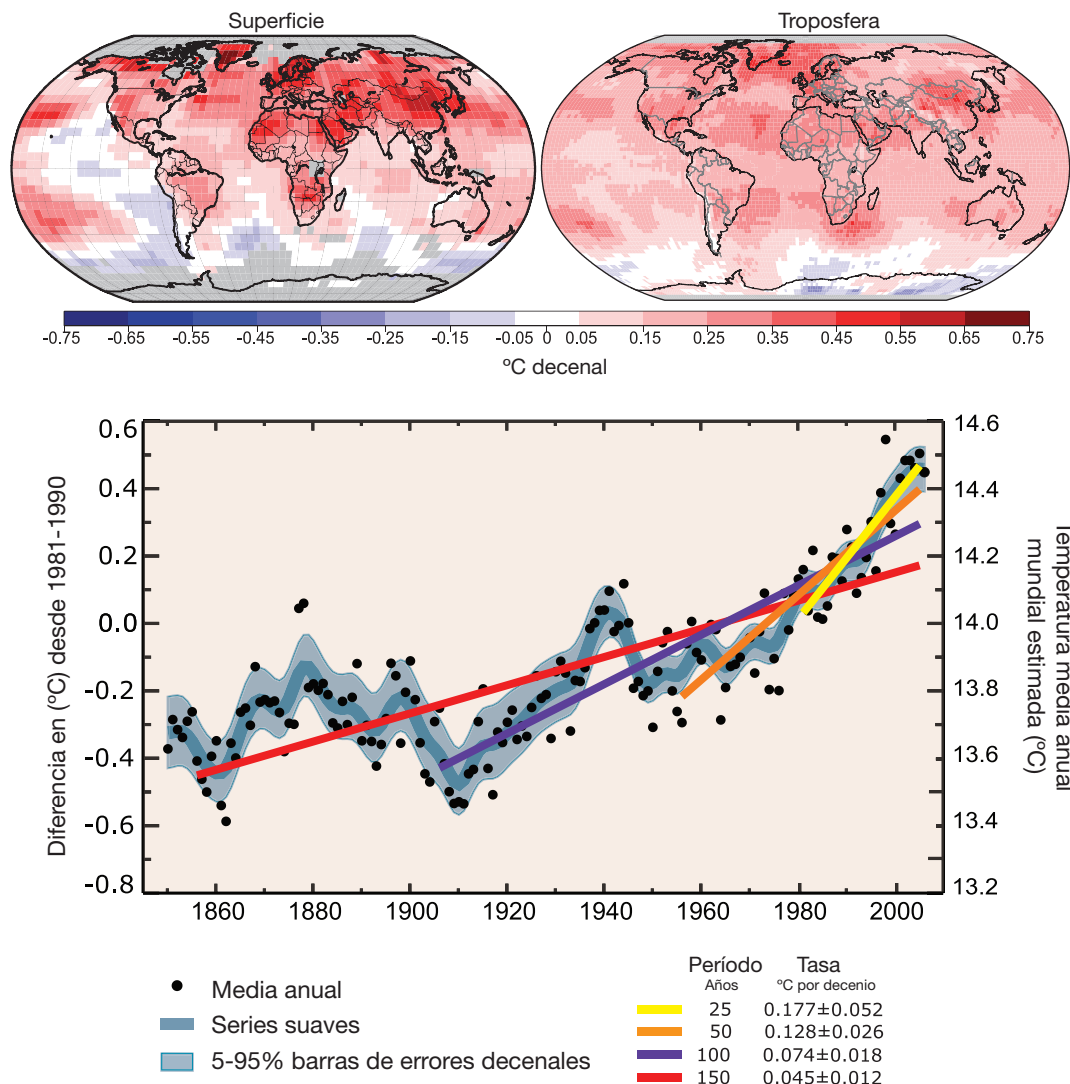 Superficie
Troposfera
-0.75 -0.65 -0.55 -0.45 -0.35 -0.25 -0.15 -0.05 0 0.05 0.15 0.25 0.35 0.45 0.55 0.65 0.75
ºC decenal
Diferencia en (ºC) desde 1981-1990
0.6
0.4
0.2
0.0
-0.2
-0.4
-0.6
-0.8
14.6
14.4
14.2
14.0
13.8
13.6
13.4
13.2
Temperatura media anual
mundial estimada (ºC)
1860 1880 1900 1920 1940 1960 1980 2000
Media anual
Series suaves
5-95% barras de errores decenales
Período Tasa
Años ºC por decenio
25 0.177±0.052
50 0.128±0.026
100 0.074±0.018
150 0.045±0.012